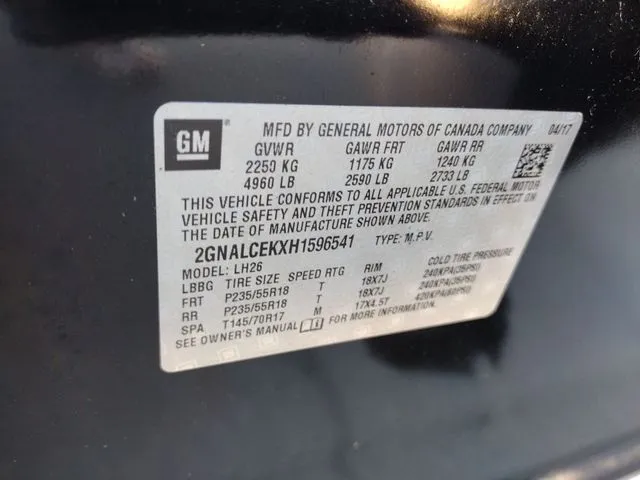 GM
MFD BY GENERAL MOTORS OF CANADA COMPANY 04/17
GVWR GAWR FRT GAWR RR
2250 KG 1175 KG 1240 KG
4960 LB 2590 LB 2733 LB
THIS VEHICLE CONFORMS TO ALL APPLICABLE U.S. FEDERAL MOTOR
VEHICLE SAFETY AND THEFT PREVENTION STANDARDS IN EFFECT ON
THE DATE OF MANUFACTURE SHOWN ABOVE.
2GNALCEKXH1596541 TYPE: M.P.V.
MODEL: LH26
LBBG TIRE SIZE SPEED RTG RIM COLD TIRE PRESSURE
FRT P235/55R18 T 18X7J 240KPA(35PSI)
RR P235/55R18 T 18X7J 240KPA(35PSI)
SPA T145/70R17 M 17X4.5T 420KPA(60PSI)
SEE OWNER'S MANUAL FOR MORE INFORMATION.